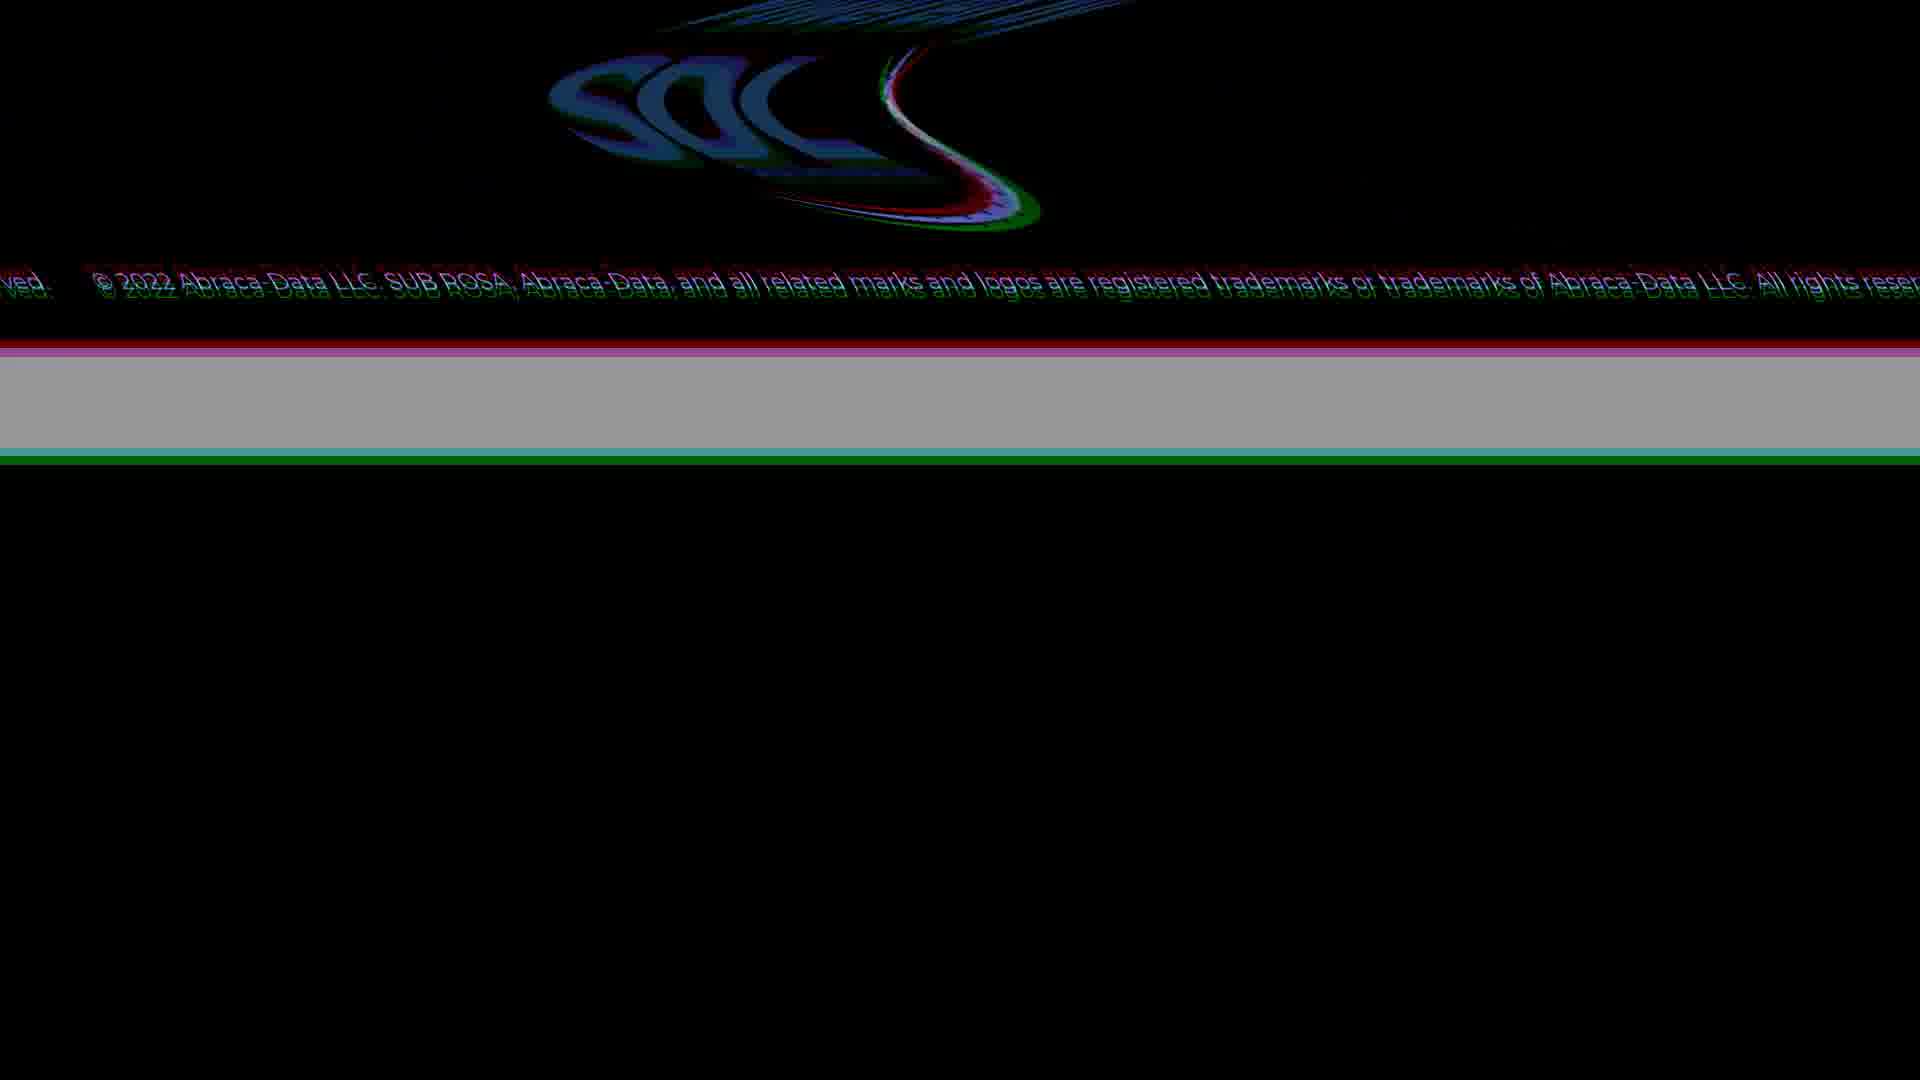 SQL
ved. © 2022 Abraca-Data LLC. SUB ROSA, Abraca-Data, and all related marks and logos are registered trademarks or trademarks of Abraca-Data LLC. All rights reser